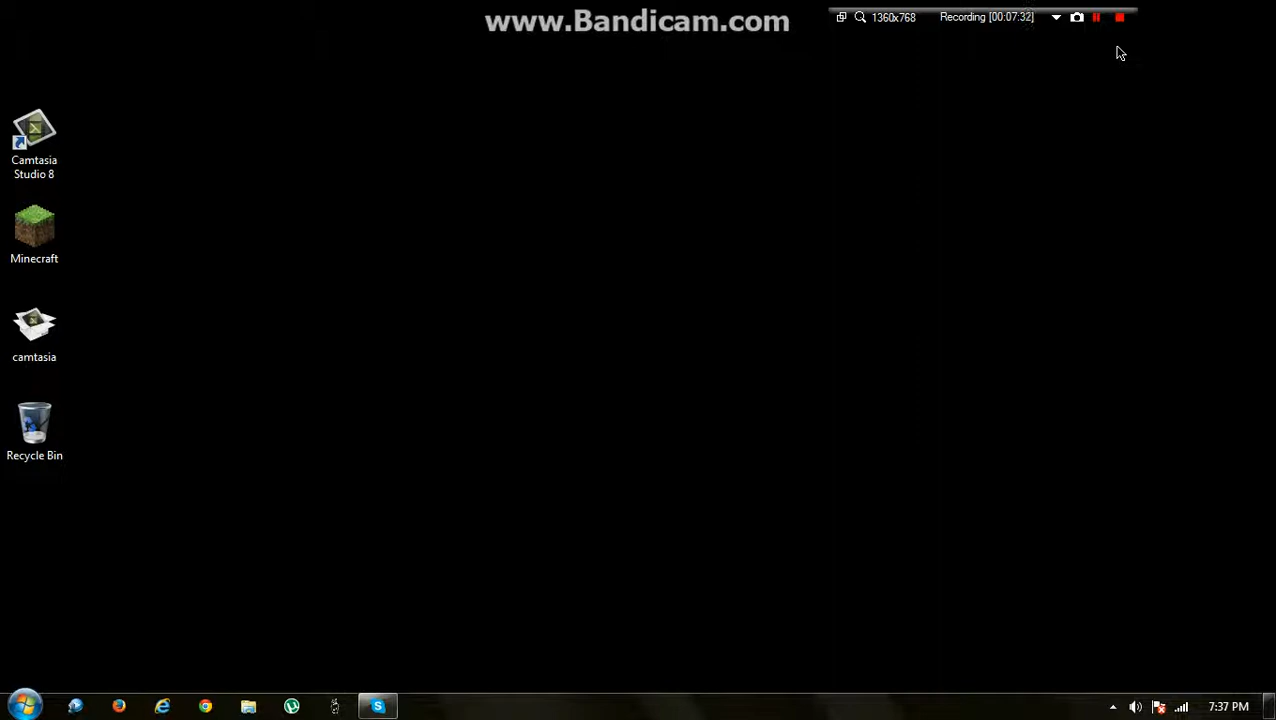 www.Bandicam.com
1360x768 Recording [00:07:32]
Camtasia
Studio 8
Minecraft
camtasia
Recycle Bin
7:37 PM